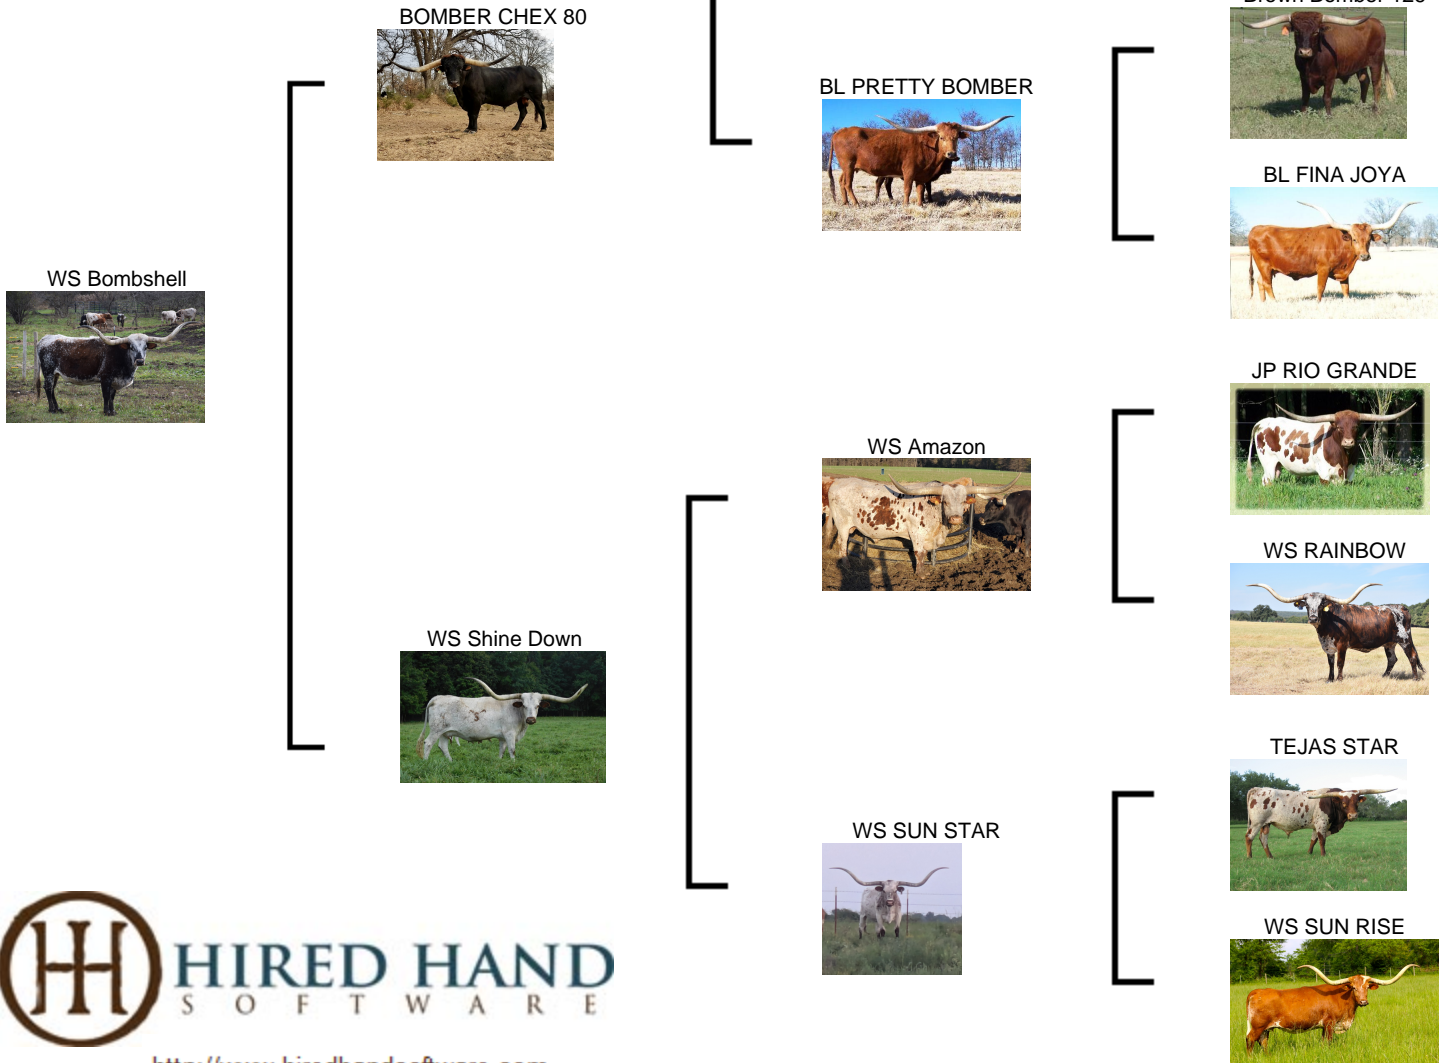 BOMBER CHEX 80
BL PRETTY BOMBER
BL FINA JOYA
WS Bombshell
JP RIO GRANDE
WS Amazon
WS RAINBOW
WS Shine Down
TEJAS STAR
WS SUN STAR
WS SUN RISE
HIRED HAND
SOFTWARE